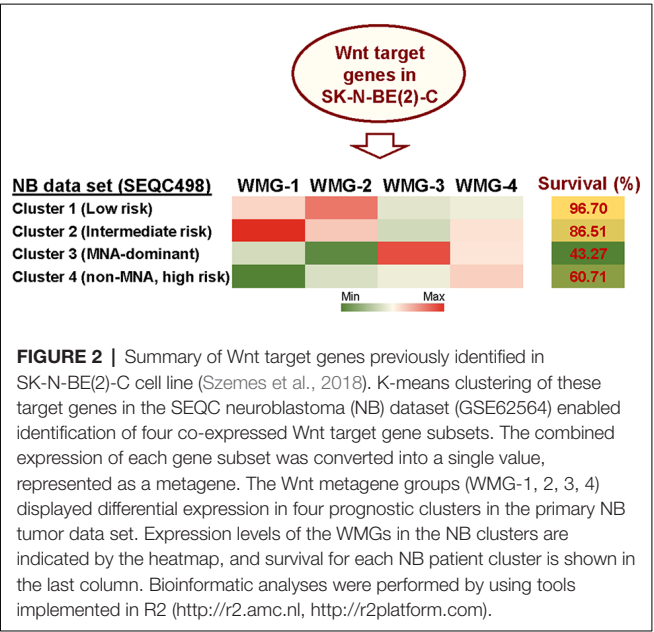 Wnt target
genes in
SK-N-BE(2)-C
NB data set (SEQC498) WMG-1 WMG-2 WMG-3 WMG-4 Survival (%)
Cluster 1 (Low risk) 96.70
Cluster 2 (Intermediate risk) 86.51
Cluster 3 (MNA-dominant) 43.27
Cluster 4 (non-MNA, high risk) 60.71
Min Max
FIGURE 2 | Summary of Wnt target genes previously identified in
SK-N-BE(2)-C cell line (Szemes et al., 2018). K-means clustering of these
target genes in the SEQC neuroblastoma (NB) dataset (GSE62564) enabled
identification of four co-expressed Wnt target gene subsets. The combined
expression of each gene subset was converted into a single value,
represented as a metagene. The Wnt metagene groups (WMG-1, 2, 3, 4)
displayed differential expression in four prognostic clusters in the primary NB
tumor data set. Expression levels of the WMGs in the NB clusters are
indicated by the heatmap, and survival for each NB patient cluster is shown in
the last column. Bioinformatic analyses were performed by using tools
implemented in R2 (http://r2.amc.nl, http://r2platform.com).